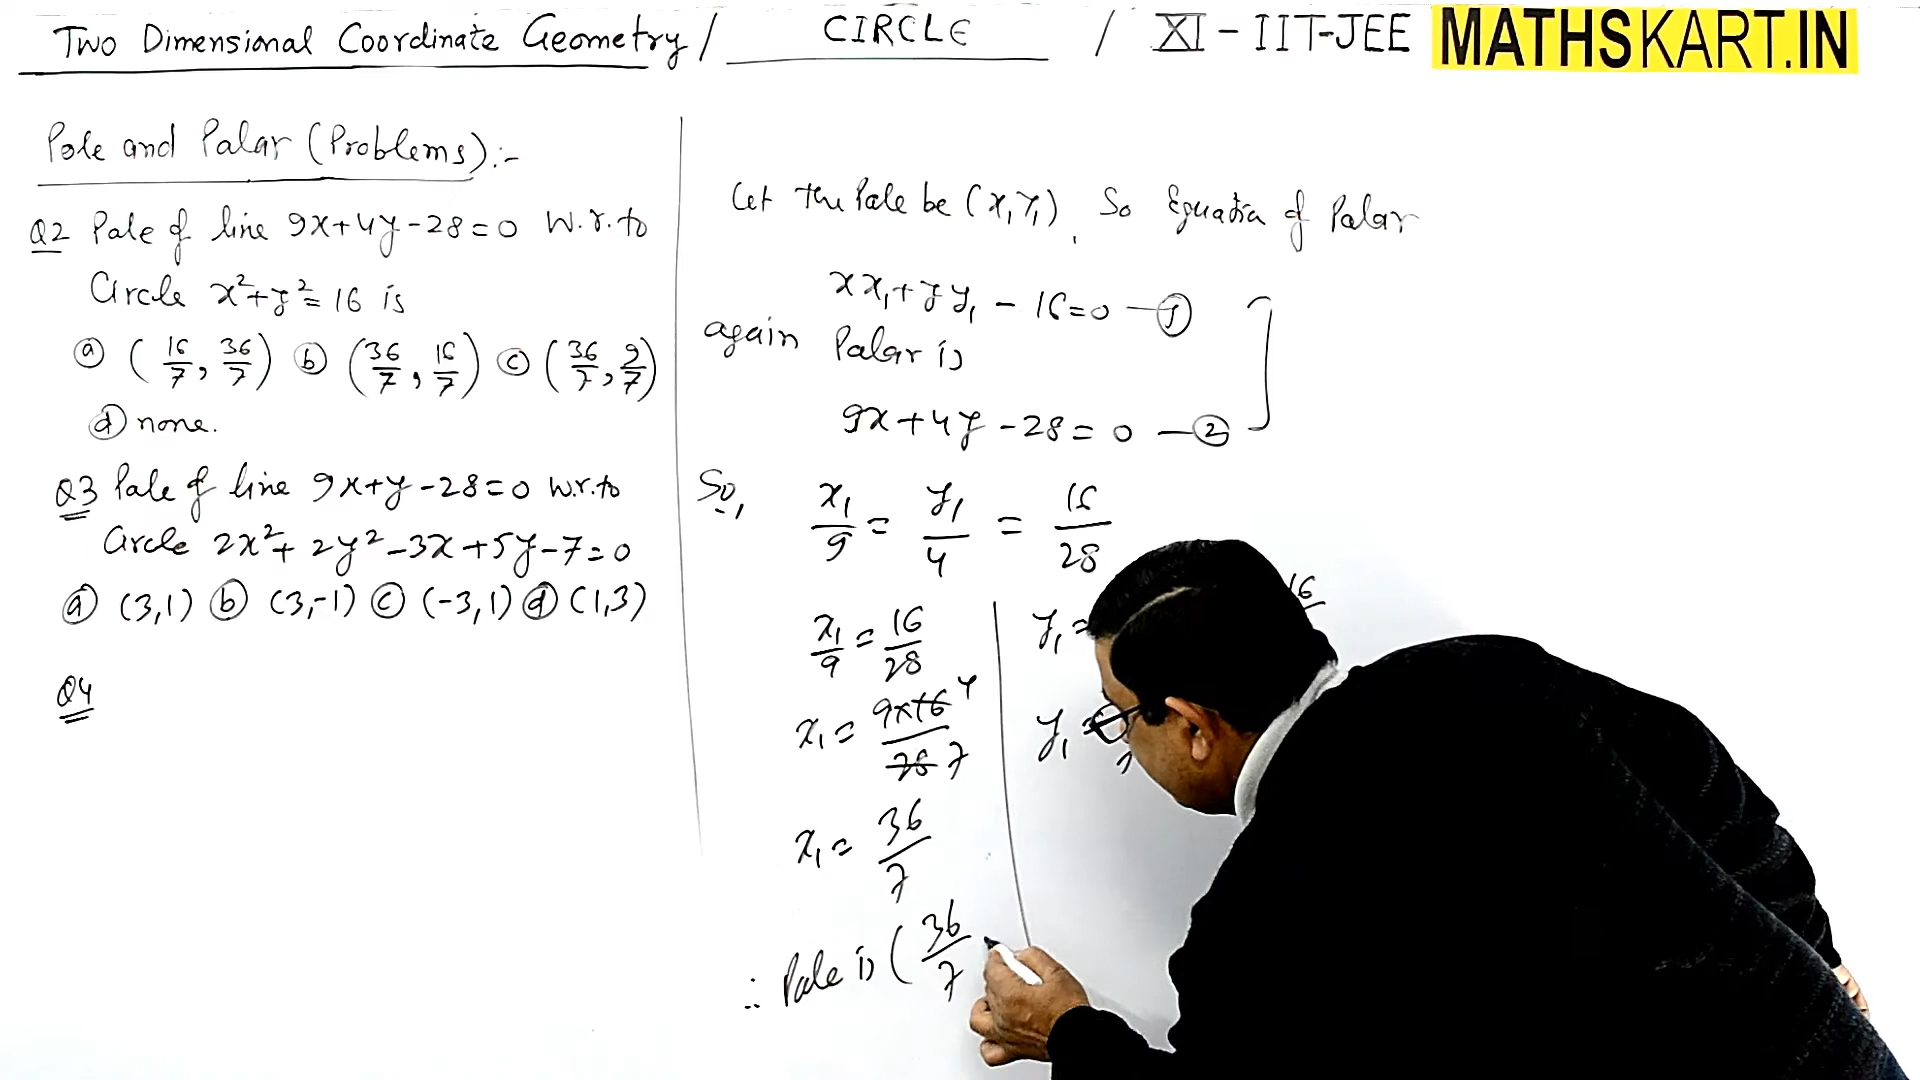 Two Dimensional Coordinate Geometry / CIRCLE / XI - IIT-JEE MATHSKART.IN
Pole and Polar (Problems):-
Q2 Pole of line 9x+4y-28=0 w.r.to
Circle x²+y²=16 is
ⓐ (16/7, 36/7) ⓑ (36/7, 16/7) ⓒ (36/7, 9/7)
ⓓ none.
Q3 Pole of line 9x+y-28=0 w.r.to
Circle 2x²+2y²-3x+5y-7=0
ⓐ (3,1) ⓑ (3,-1) ⓒ (-3,1) ⓓ (1,3)
Q4
Let the Pole be (x₁,y₁), So Equation of Polar
xx₁+yy₁-16=0 —①
again Polar is
9x+4y-28=0 —②
So, x₁/9 = y₁/4 = 16/28
x₁/9 = 16/28
x₁ = 9x16 4/28 7
x₁ = 36/7
y₁ = 16
y₁ =
∴ Pole is (36/7